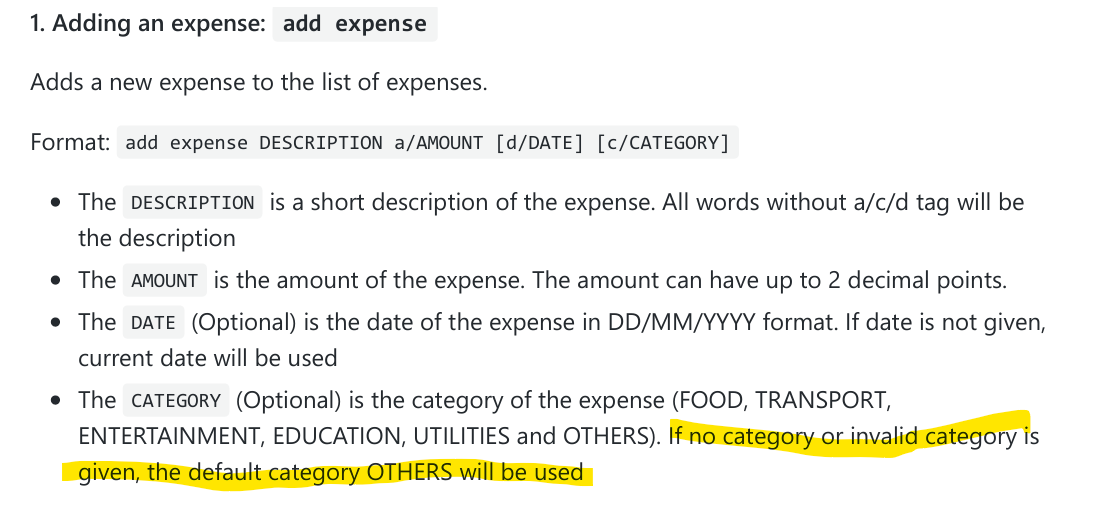 1. Adding an expense: add expense
Adds a new expense to the list of expenses.
Format: add expense DESCRIPTION a/AMOUNT [d/DATE] [c/CATEGORY]
• The DESCRIPTION is a short description of the expense. All words without a/c/d tag will be
the description
• The AMOUNT is the amount of the expense. The amount can have up to 2 decimal points.
• The DATE (Optional) is the date of the expense in DD/MM/YYYY format. If date is not given,
current date will be used
• The CATEGORY (Optional) is the category of the expense (FOOD, TRANSPORT,
ENTERTAINMENT, EDUCATION, UTILITIES and OTHERS). If no category or invalid category is
given, the default category OTHERS will be used